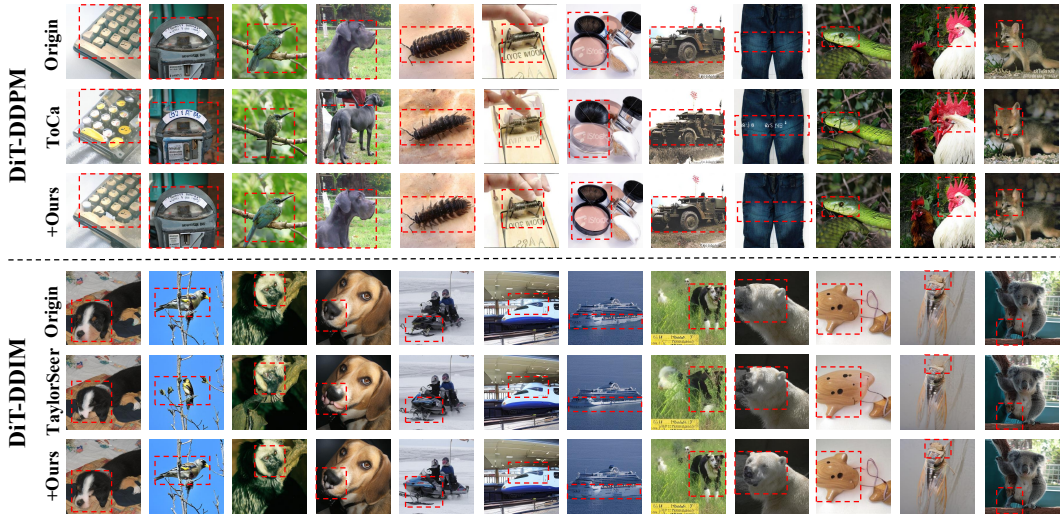 DiT-DDPM
Origin
ToCa
+Ours
DiT-DDIM
Origin
TaylorSeer
+Ours